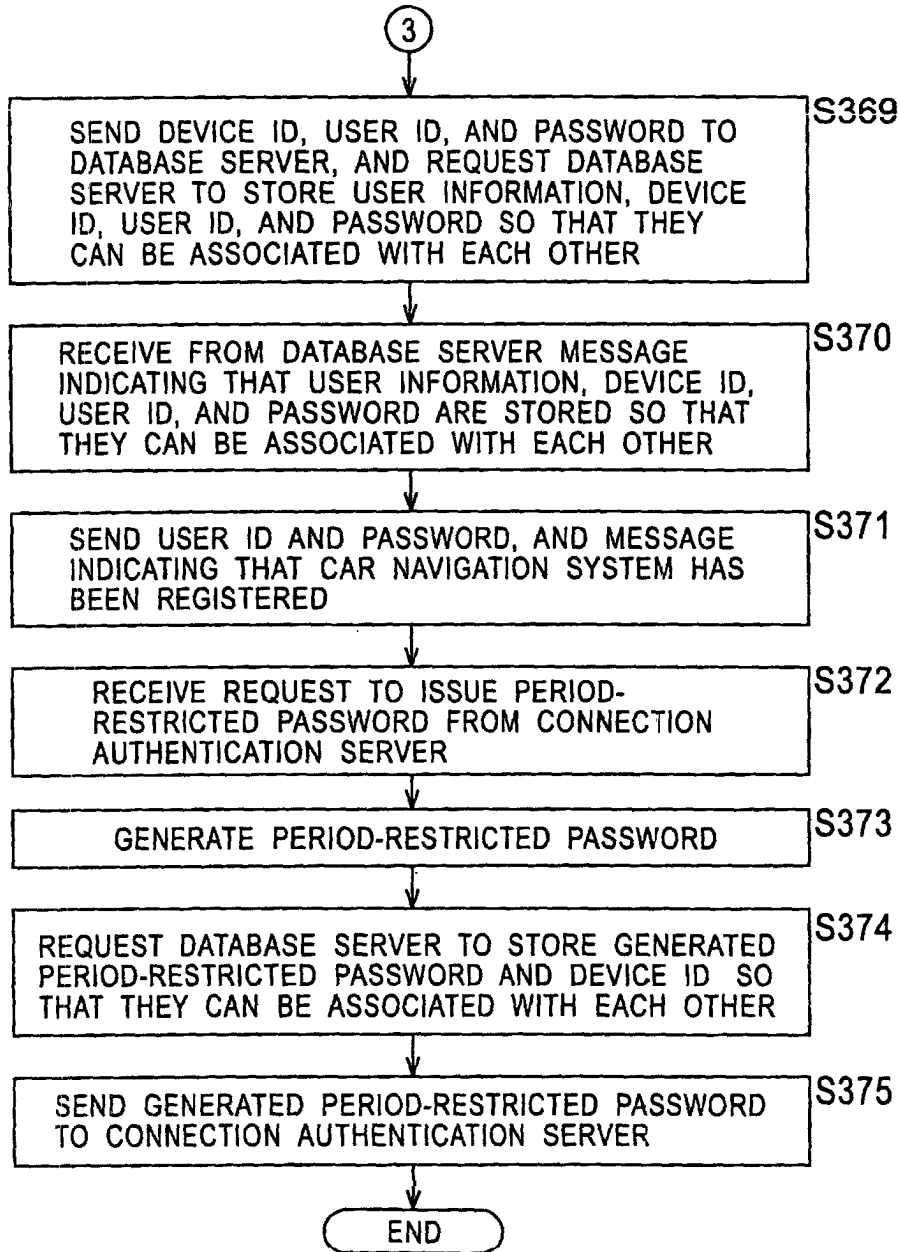 3
S369
SEND DEVICE ID, USER ID, AND PASSWORD TO
DATABASE SERVER, AND REQUEST DATABASE
SERVER TO STORE USER INFORMATION, DEVICE
ID, USER ID, AND PASSWORD SO THAT THEY
CAN BE ASSOCIATED WITH EACH OTHER
S370
RECEIVE FROM DATABASE SERVER MESSAGE
INDICATING THAT USER INFORMATION, DEVICE ID,
USER ID, AND PASSWORD ARE STORED SO THAT
THEY CAN BE ASSOCIATED WITH EACH OTHER
S371
SEND USER ID AND PASSWORD, AND MESSAGE
INDICATING THAT CAR NAVIGATION SYSTEM HAS
BEEN REGISTERED
S372
RECEIVE REQUEST TO ISSUE PERIOD-
RESTRICTED PASSWORD FROM CONNECTION
AUTHENTICATION SERVER
S373
GENERATE PERIOD-RESTRICTED PASSWORD
S374
REQUEST DATABASE SERVER TO STORE GENERATED
PERIOD-RESTRICTED PASSWORD AND DEVICE ID SO
THAT THEY CAN BE ASSOCIATED WITH EACH OTHER
S375
SEND GENERATED PERIOD-RESTRICTED PASSWORD
TO CONNECTION AUTHENTICATION SERVER
END